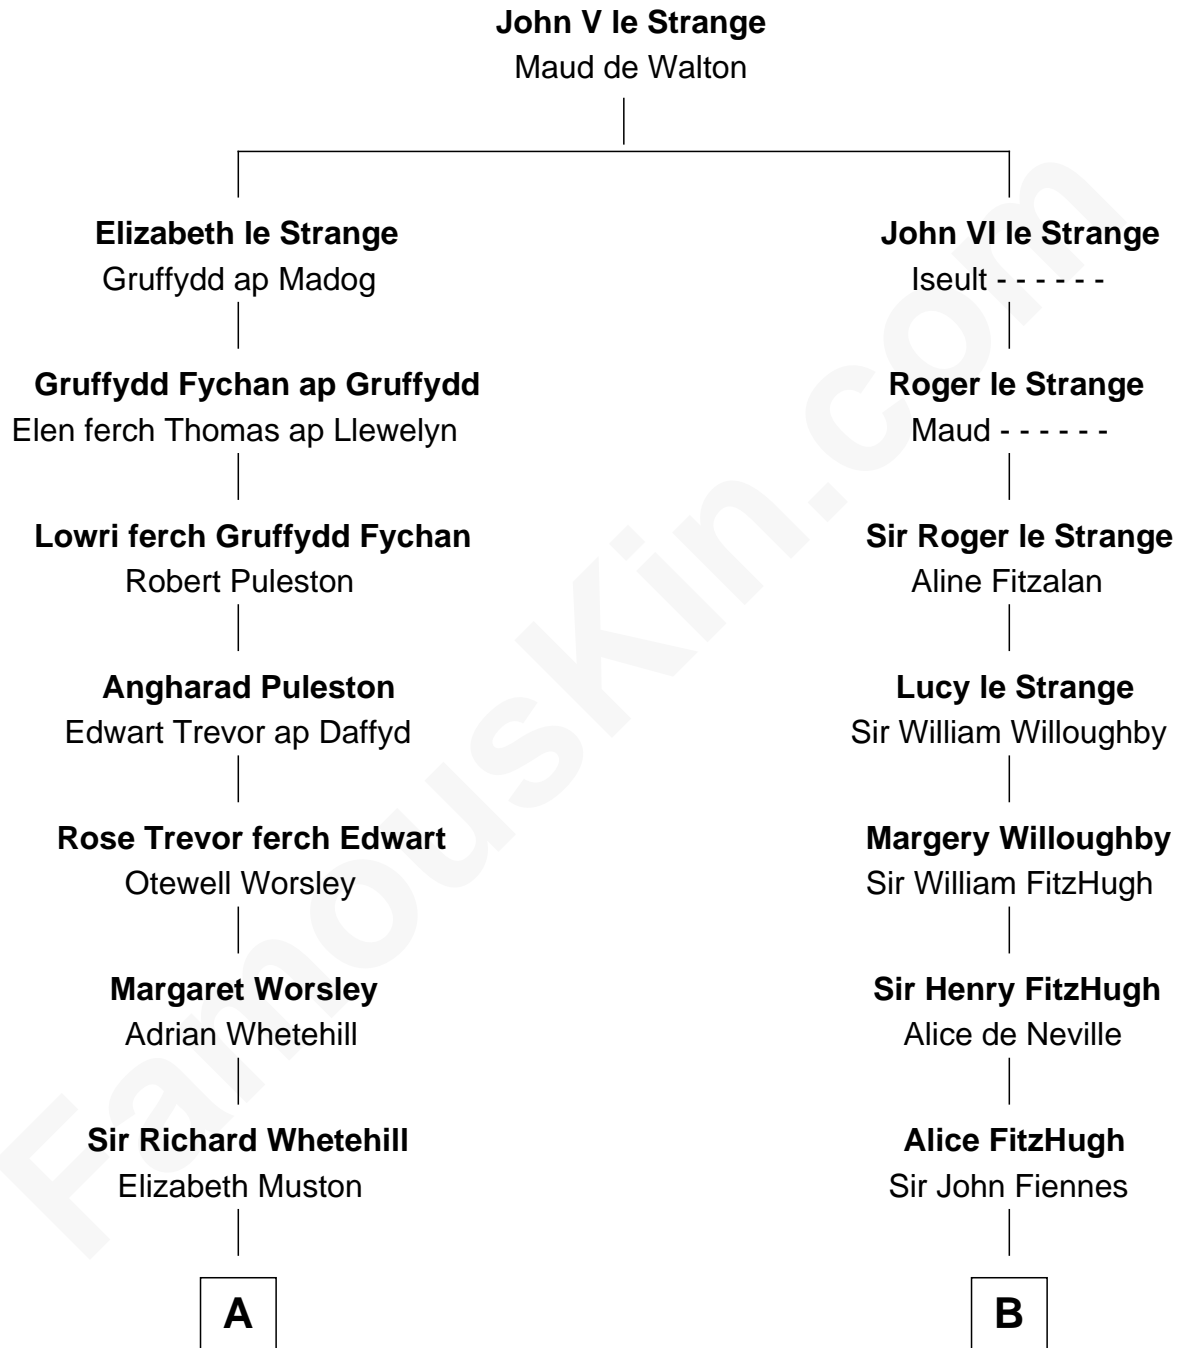 John V le Strange
Maud de Walton
Elizabeth le Strange
Gruffydd ap Madog
Gruffydd Fychan ap Gruffydd
Elen ferch Thomas ap Llewelyn
Lowri ferch Gruffydd Fychan
Robert Puleston
Angharad Puleston
Edwart Trevor ap Daffyd
Rose Trevor ferch Edwart
Otewell Worsley
Margaret Worsley
Adrian Whetehill
Sir Richard Whetehill
Elizabeth Muston
A
John VI le Strange
Iseult - - - - - -
Roger le Strange
Maud - - - - - -
Sir Roger le Strange
Aline Fitzalan
Lucy le Strange
Sir William Willoughby
Margery Willoughby
Sir William FitzHugh
Sir Henry FitzHugh
Alice de Neville
Alice FitzHugh
Sir John Fiennes
B
FamousKin.com